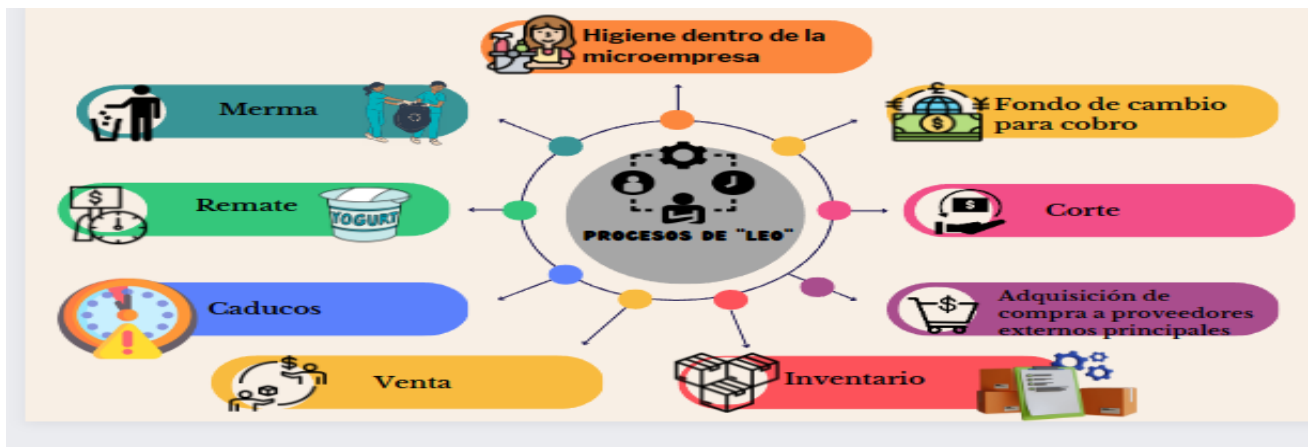 Higiene dentro de la
microempresa
Merma
Fondo de cambio
para cobro
Remate
YOGURT
Corte
PROCESOS DE "LEO"
Caducos
Adquisición de
compra a proveedores
externos principales
Venta
Inventario